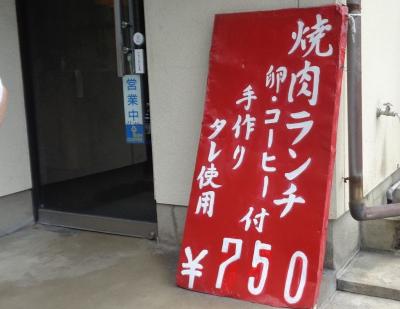 焼肉ランチ
卵・コーヒー付
手作り
タレ使用
¥750
営業中